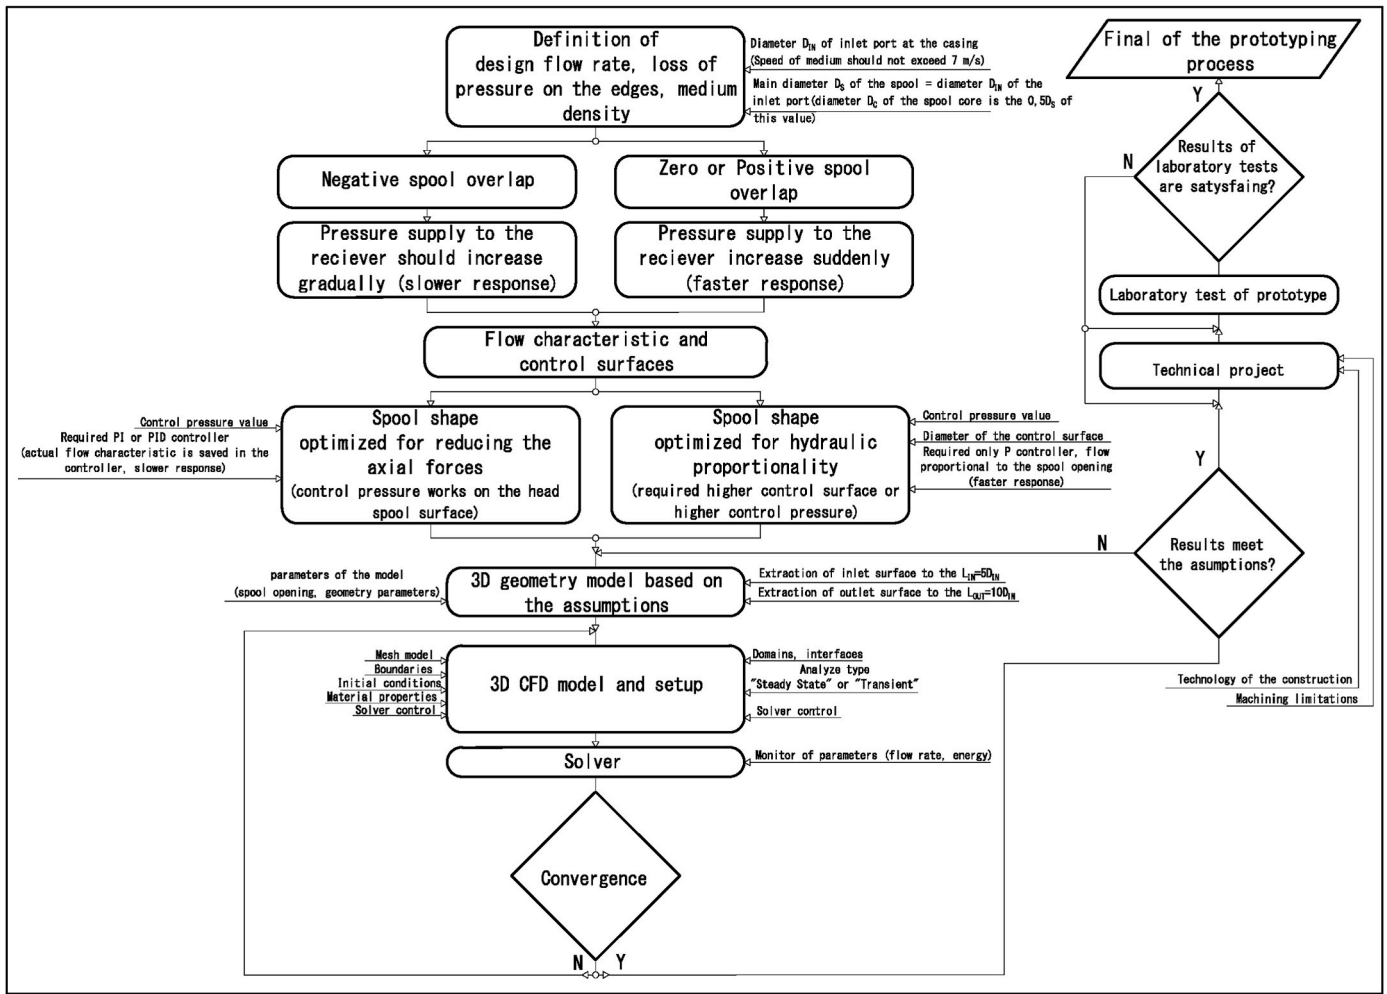 Definition of
design flow rate, loss of
pressure on the edges, medium
density
Diameter D_IN of inlet port at the casing
(Speed of medium should not exceed 7 m/s)
Main diameter D_S of the spool = diameter D_IN of the
inlet port(diameter D_C of the spool core is the 0,5D_S of
this value)
Negative spool overlap
Zero or Positive spool
overlap
Pressure supply to the
reciever should increase
gradually (slower response)
Pressure supply to the
reciever increase suddenly
(faster response)
Flow characteristic and
control surfaces
Control pressure value
Required PI or PID controller
(actual flow characteristic is saved in the
controller, slower response)
Spool shape
optimized for reducing the
axial forces
(control pressure works on the head
spool surface)
Spool shape
optimized for hydraulic
proportionality
(required higher control surface or
higher control pressure)
Control pressure value
Diameter of the control surface
Required only P controller, flow
proportional to the spool opening
(faster response)
parameters of the model
(spool opening, geometry parameters)
3D geometry model based on
the assumptions
Extraction of inlet surface to the L_IN=5D_IN
Extraction of outlet surface to the L_OUT=10D_IN
Mesh model
Boundaries
Initial conditions
Material properties
Solver control
3D CFD model and setup
Domains, interfaces
Analyze type
"Steady State" or "Transient"
Solver control
Solver
Monitor of parameters (flow rate, energy)
Convergence
N
Y
Final of the prototyping
process
Y
N
Results of
laboratory tests
are satysfaing?
Laboratory test of prototype
Technical project
Y
N
Results meet
the asumptions?
Technology of the construction
Machining limitations